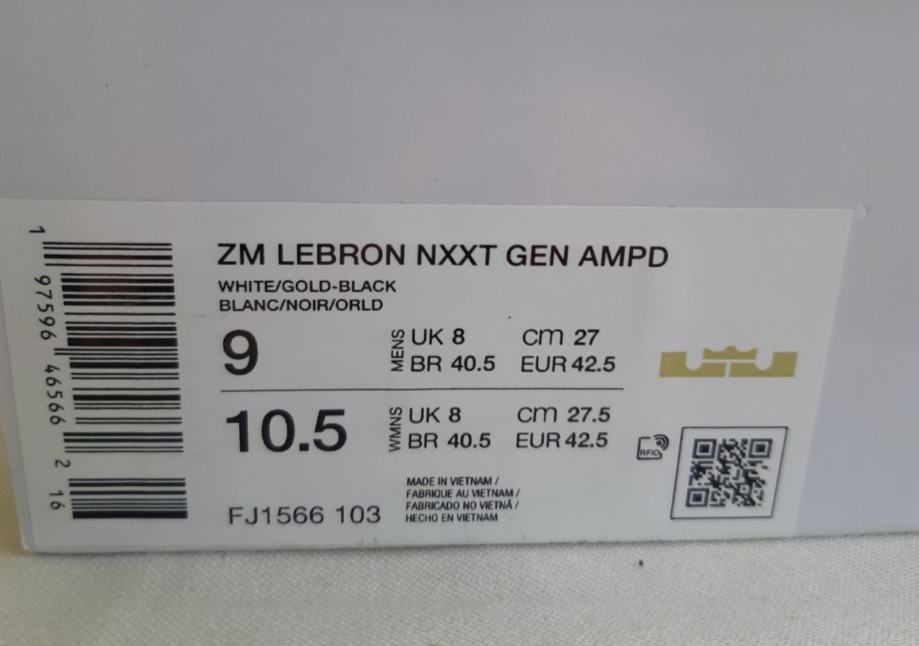 ZM LEBRON NXXT GEN AMPD
WHITE/GOLD-BLACK
BLANC/NOIR/ORLD
9 MENS UK 8 cm 27
BR 40.5 EUR 42.5
10.5 WMNS UK 8 cm 27.5
BR 40.5 EUR 42.5
RFID
MADE IN VIETNAM /
FABRIQUE AU VIETNAM /
FABRICADO NO VIETNÃ /
HECHO EN VIETNAM
FJ1566 103
1 97596 46566 2 16